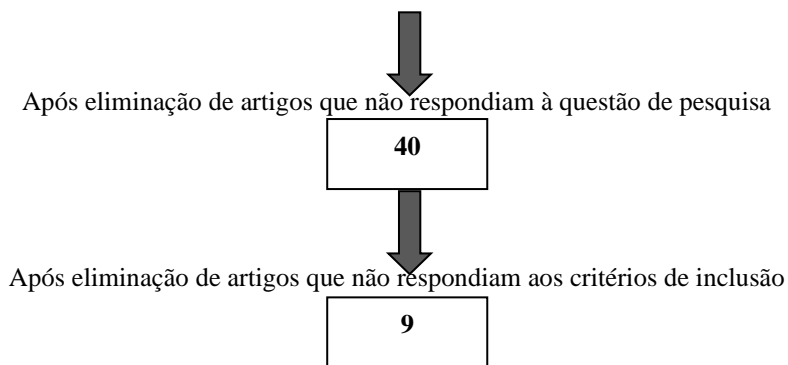 Após eliminação de artigos que não respondiam à questão de pesquisa
40
Após eliminação de artigos que não respondiam aos critérios de inclusão
9